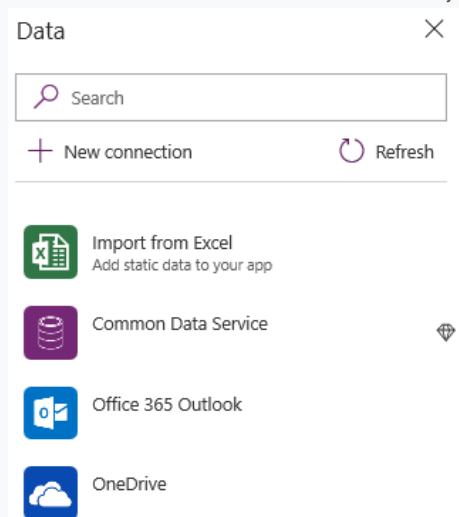 Data
Search
New connection
Refresh
Import from Excel
Add static data to your app
Common Data Service
Office 365 Outlook
OneDrive